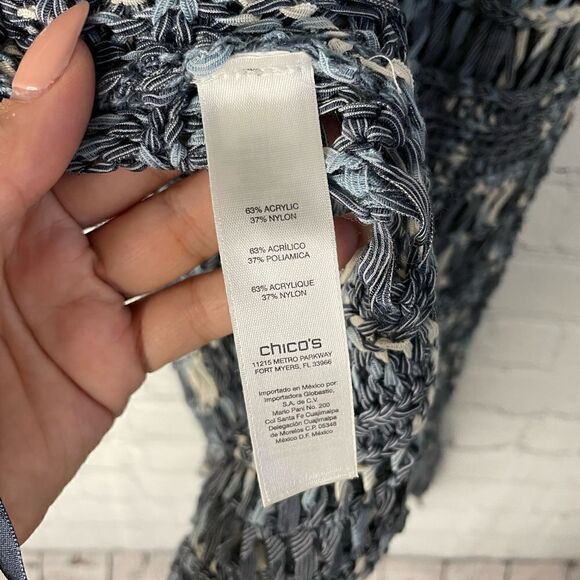 63% ACRYLIC
37% NYLON
63% ACRÍLICO
37% POLIAMICA
63% ACRYLIQUE
37% NYLON
chico's
11215 METRO PARKWAY
FORT MYERS, FL 33966
Importado en México por:
Importadora Globastic,
S.A. de C.V.
Mario Pani No. 200
Col Santa Fe Cuajimalpa
Delegación Cuajimalpa
de Morelos C.P. 05348
México D.F. México